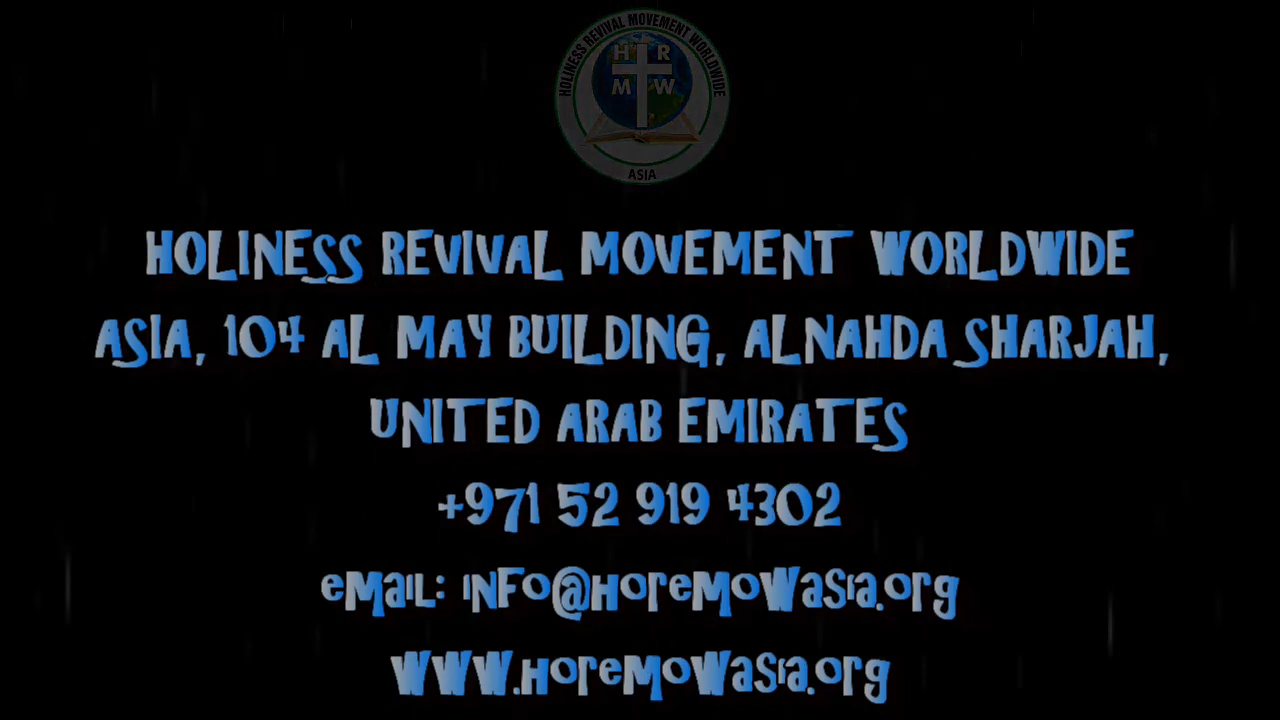 HOLINESS REVIVAL MOVEMENT WORLDWIDE
H R
M W
ASIA
HOLINESS REVIVAL MOVEMENT WORLDWIDE
ASIA, 104 AL MAY BUILDING, ALNAHDA SHARJAH,
UNITED ARAB EMIRATES
+971 52 919 4302
email: info@horemowasia.org
www.horemowasia.org